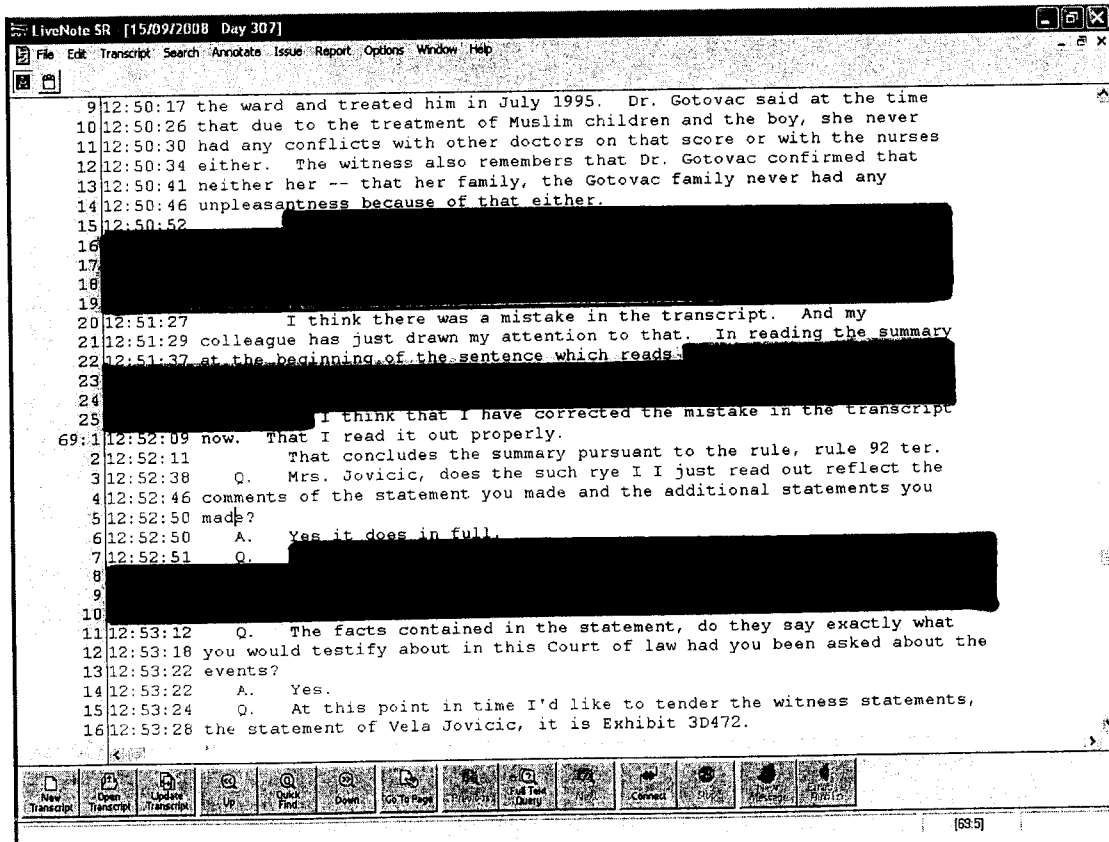 LiveNote SR - [15/09/2008 Day 307]
File Edit Transcript Search Annotate Issue Report Options Window Help
9 12:50:17 the ward and treated him in July 1995. Dr. Gotovac said at the time
10 12:50:26 that due to the treatment of Muslim children and the boy, she never
11 12:50:30 had any conflicts with other doctors on that score or with the nurses
12 12:50:34 either. The witness also remembers that Dr. Gotovac confirmed that
13 12:50:41 neither her -- that her family, the Gotovac family never had any
14 12:50:46 unpleasantness because of that either.
15 12:50:52
16
17
18
19
20 12:51:27 I think there was a mistake in the transcript. And my
21 12:51:29 colleague has just drawn my attention to that. In reading the summary
22 12:51:37 at the beginning of the sentence which reads
23
24
25 I think that I have corrected the mistake in the transcript
69:1 12:52:09 now. That I read it out properly.
2 12:52:11 That concludes the summary pursuant to the rule, rule 92 ter.
3 12:52:38 Q. Mrs. Jovicic, does the such rye I I just read out reflect the
4 12:52:46 comments of the statement you made and the additional statements you
5 12:52:50 made?
6 12:52:50 A. Yes it does in full.
7 12:52:51 Q.
8
9
10
11 12:53:12 Q. The facts contained in the statement, do they say exactly what
12 12:53:18 you would testify about in this Court of law had you been asked about the
13 12:53:22 events?
14 12:53:22 A. Yes.
15 12:53:24 Q. At this point in time I'd like to tender the witness statements,
16 12:53:28 the statement of Vela Jovicic, it is Exhibit 3D472.
New Transcript Open Transcript Update Transcript Up Quick Find Down Go To Page Full Text Query Connect
[69:5]